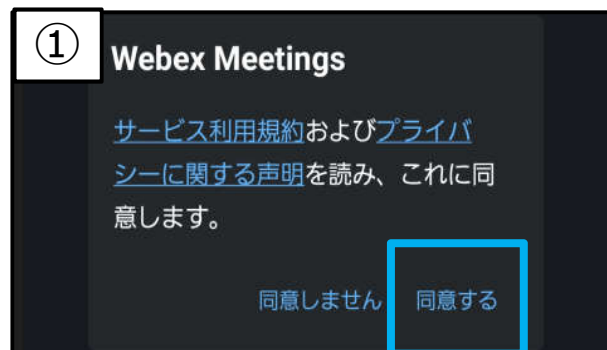 ①
Webex Meetings
サービス利用規約およびプライバ
シーに関する声明を読み、これに同
意します。
同意しません 同意する